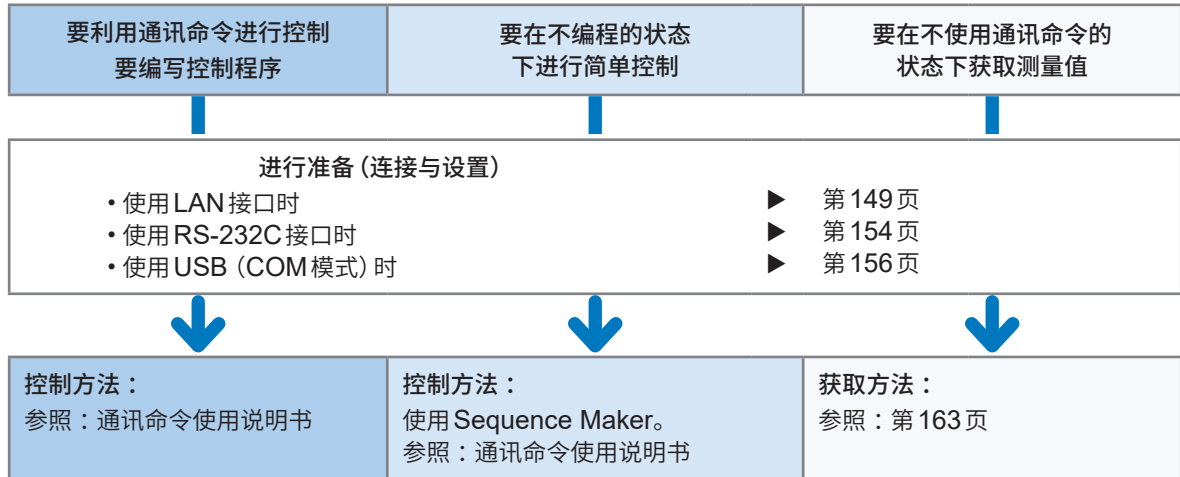 要利用通讯命令进行控制
要编写控制程序
要在不编程的状态
下进行简单控制
要在不使用通讯命令的
状态下获取测量值
进行准备（连接与设置）
• 使用LAN接口时 ▶ 第149页
• 使用RS-232C接口时 ▶ 第154页
• 使用USB（COM模式）时 ▶ 第156页
控制方法：
参照：通讯命令使用说明书
控制方法：
使用Sequence Maker。
参照：通讯命令使用说明书
获取方法：
参照：第163页